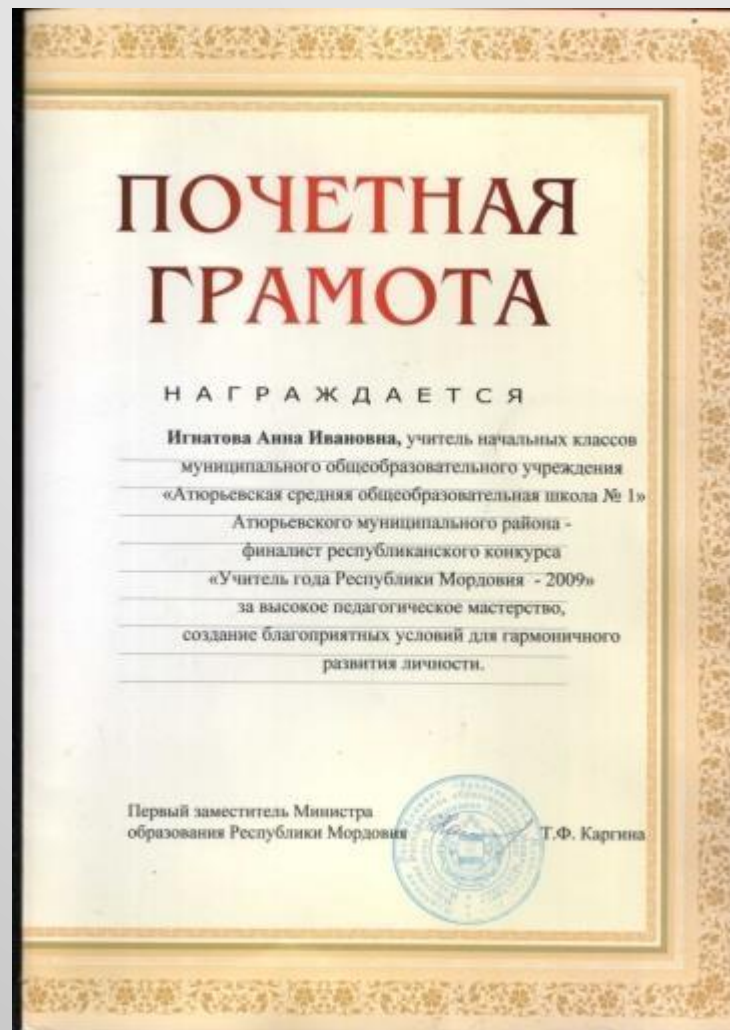 ПОЧЕТНАЯ
ГРАМОТА
НАГРАЖДАЕТСЯ
Игнатова Анна Ивановна, учитель начальных классов
муниципального общеобразовательного учреждения
«Атюрьевская средняя общеобразовательная школа № 1»
Атюрьевского муниципального района -
финалист республиканского конкурса
«Учитель года Республики Мордовия - 2009»
за высокое педагогическое мастерство,
создание благоприятных условий для гармоничного
развития личности.
Первый заместитель Министра
образования Республики Мордовия Т.Ф. Каргина